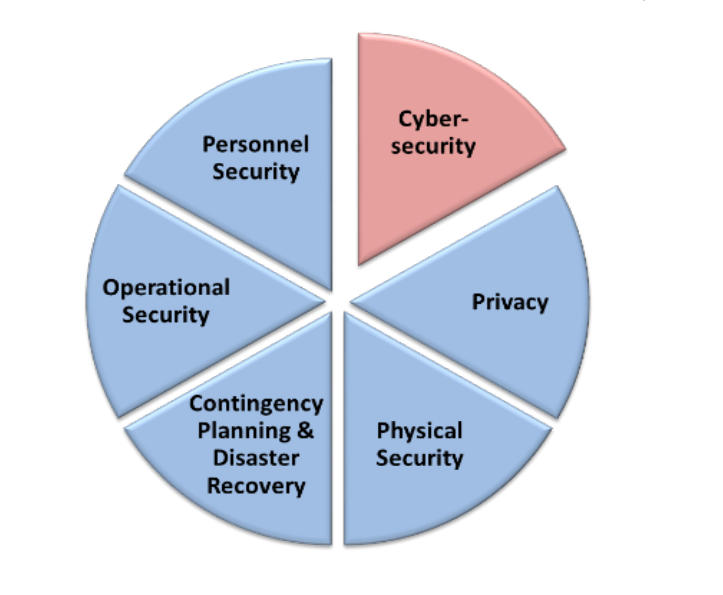 Cyber-
security
Personnel
Security
Operational
Security
Privacy
Contingency
Planning &
Disaster
Recovery
Physical
Security